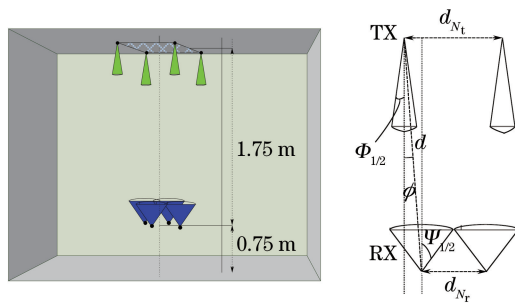 1.75 m
0.75 m
TX
d_{N_t}
Φ_{1/2}
d
ϕ
RX
Ψ_{1/2}
d_{N_r}